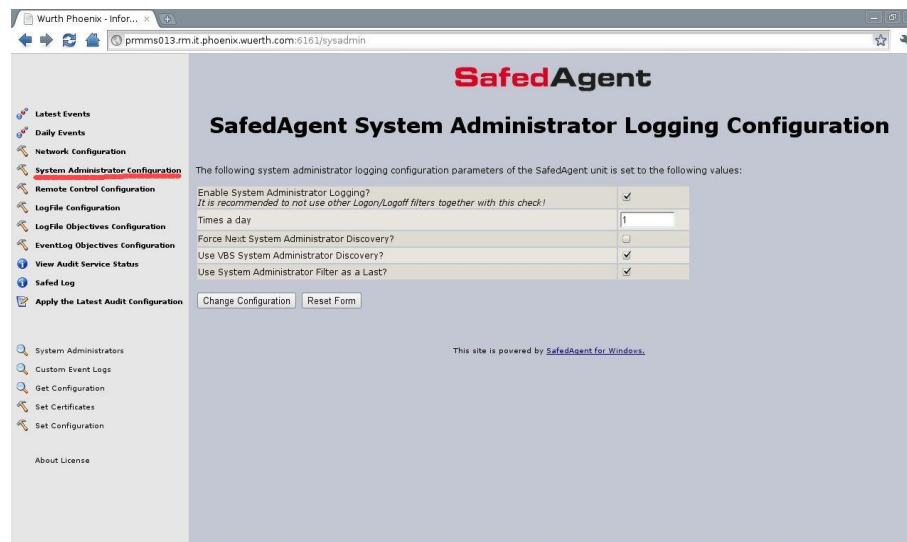 Wurth Phoenix - Infor...
prmms013.rm.it.phoenix.wuerth.com:6161/sysadmin
SafedAgent
SafedAgent System Administrator Logging Configuration
Latest Events
Daily Events
Network Configuration
System Administrator Configuration
Remote Control Configuration
LogFile Configuration
LogFile Objectives Configuration
EventLog Objectives Configuration
View Audit Service Status
Safed Log
Apply the Latest Audit Configuration
System Administrators
Custom Event Logs
Get Configuration
Set Certificates
Set Configuration
About License
The following system administrator logging configuration parameters of the SafedAgent unit is set to the following values:
Enable System Administrator Logging?
It is recommended to not use other Logon/Logoff filters together with this check!
Times a day 1
Force Next System Administrator Discovery?
Use VBS System Administrator Discovery?
Use System Administrator Filter as a Last?
Change Configuration Reset Form
This site is powered by SafedAgent for Windows.